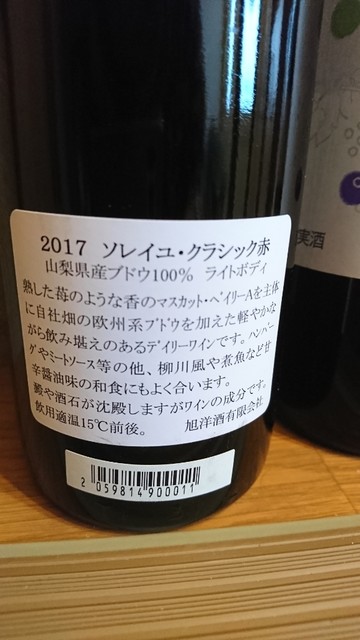 2017 ソレイユ・クラシック赤
山梨県産ブドウ100% ライトボディ
熟した苺のような香のマスカット・ベイリーAを主体
に自社畑の欧州系ブドウを加えた軽やかな
がら飲み堪えのあるデイリーワインです。ハンバー
グやミートソース等の他、柳川風や煮魚など甘
辛醤油味の和食にもよく合います。
澱や酒石が沈殿しますがワインの成分です。
飲用適温15℃前後。 旭洋酒有限会社
2 059814 900011
実酒